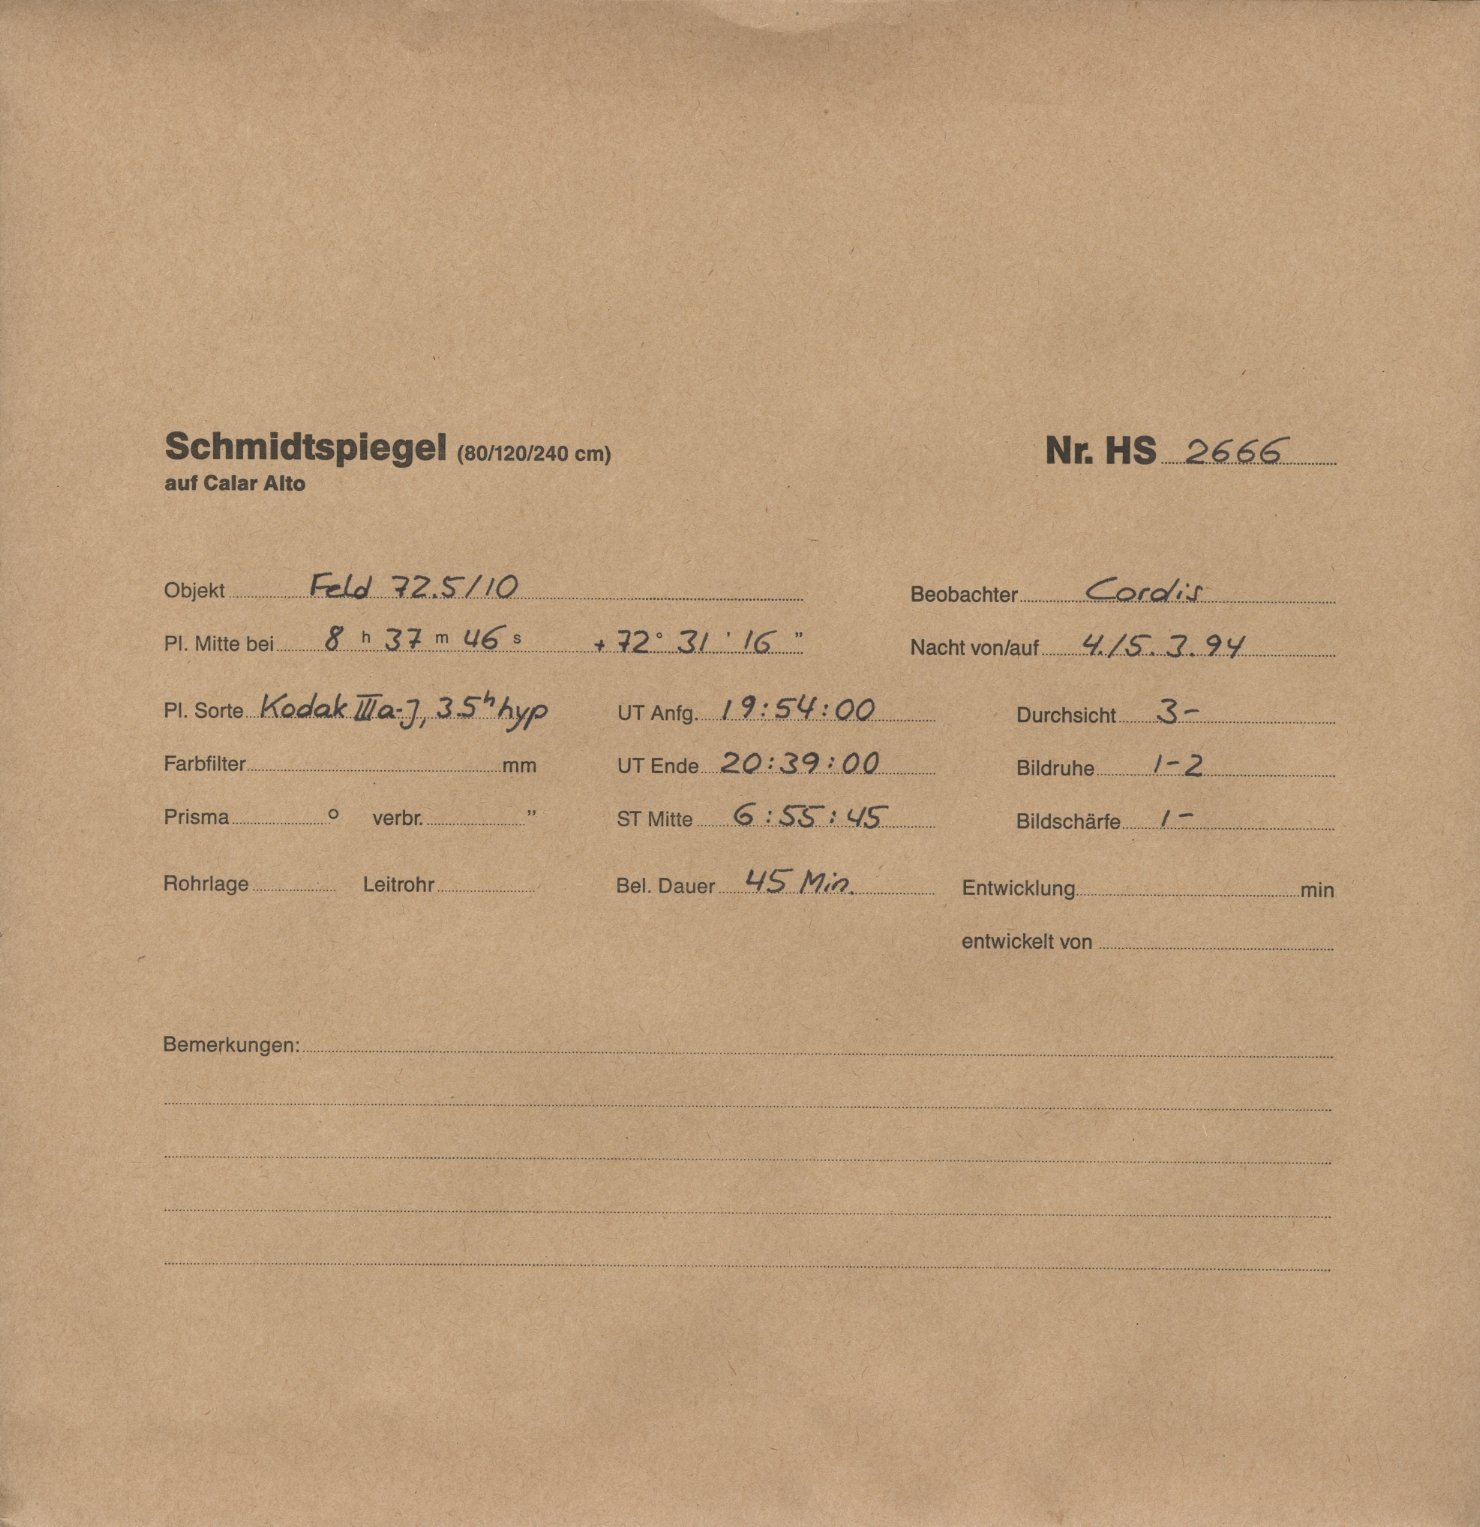 Schmidtspiegel (80/120/240 cm) Nr. HS 2666
auf Calar Alto
Objekt Feld 72.5/10 Beobachter Cordis
Pl. Mitte bei 8 h 37 m 46 s + 72° 31 ' 16 " Nacht von/auf 4./5. 3. 94
Pl. Sorte Kodak IIIa-J, 3.5h hyp UT Anfg. 19:54:00 Durchsicht 3-
Farbfilter mm UT Ende 20:39:00 Bildruhe 1-2
Prisma ° verbr. " ST Mitte 6:55:45 Bildschärfe 1-
Rohrlage Leitrohr Bel. Dauer 45 Min. Entwicklung min
entwickelt von
Bemerkungen: